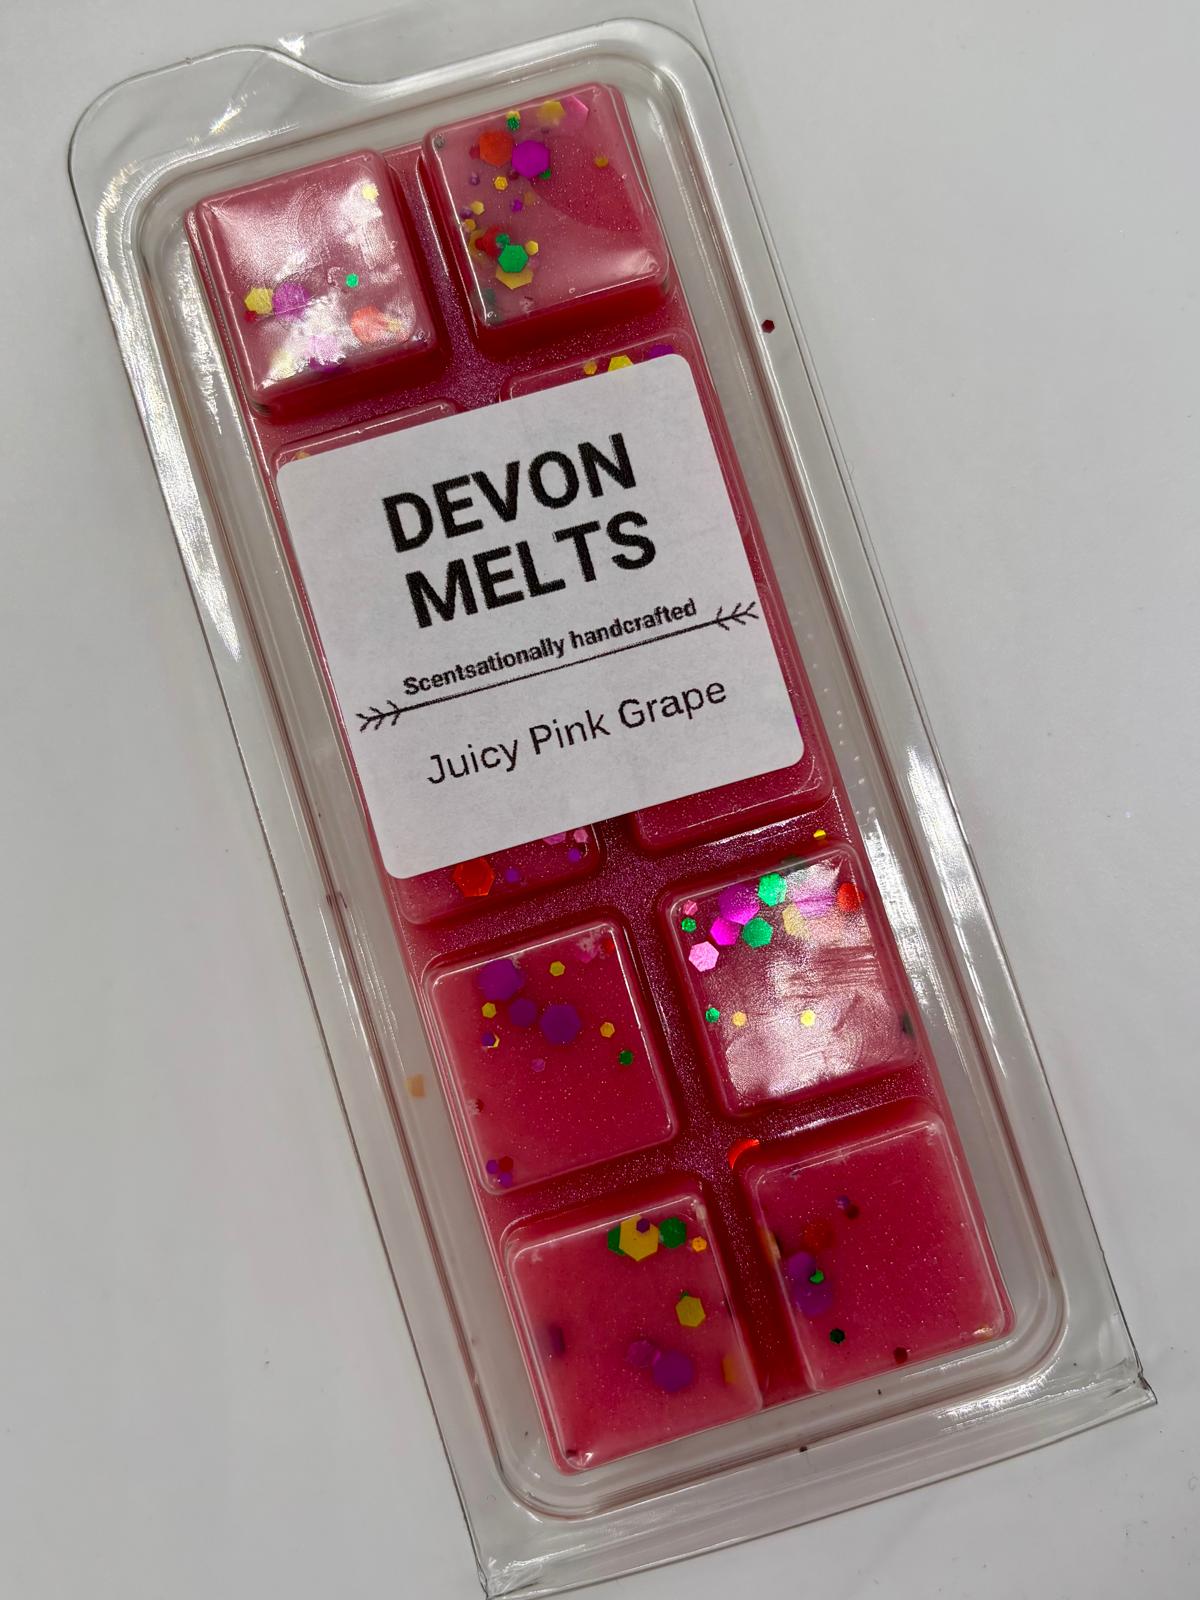 DEVON
MELTS
Scentsationally handcrafted
Juicy Pink Grape